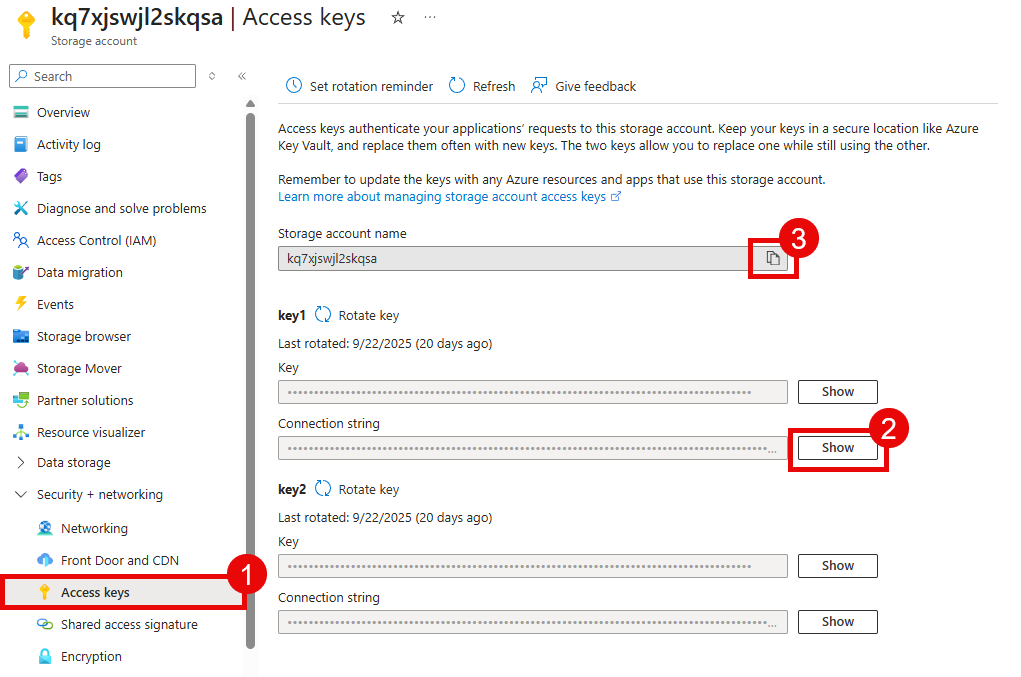 kq7xjswjl2skqsa | Access keys ☆ ...
Storage account
Search
Overview
Activity log
Tags
Diagnose and solve problems
Access Control (IAM)
Data migration
Events
Storage browser
Storage Mover
Partner solutions
Resource visualizer
Data storage
Security + networking
Networking
Front Door and CDN
Access keys
1
Shared access signature
Encryption
Set rotation reminder Refresh Give feedback
Access keys authenticate your applications' requests to this storage account. Keep your keys in a secure location like Azure
Key Vault, and replace them often with new keys. The two keys allow you to replace one while still using the other.
Remember to update the keys with any Azure resources and apps that use this storage account.
Learn more about managing storage account access keys
Storage account name
3
kq7xjswjl2skqsa
key1 Rotate key
Last rotated: 9/22/2025 (20 days ago)
Key
Show
Connection string
2
Show
key2 Rotate key
Last rotated: 9/22/2025 (20 days ago)
Key
Show
Connection string
Show